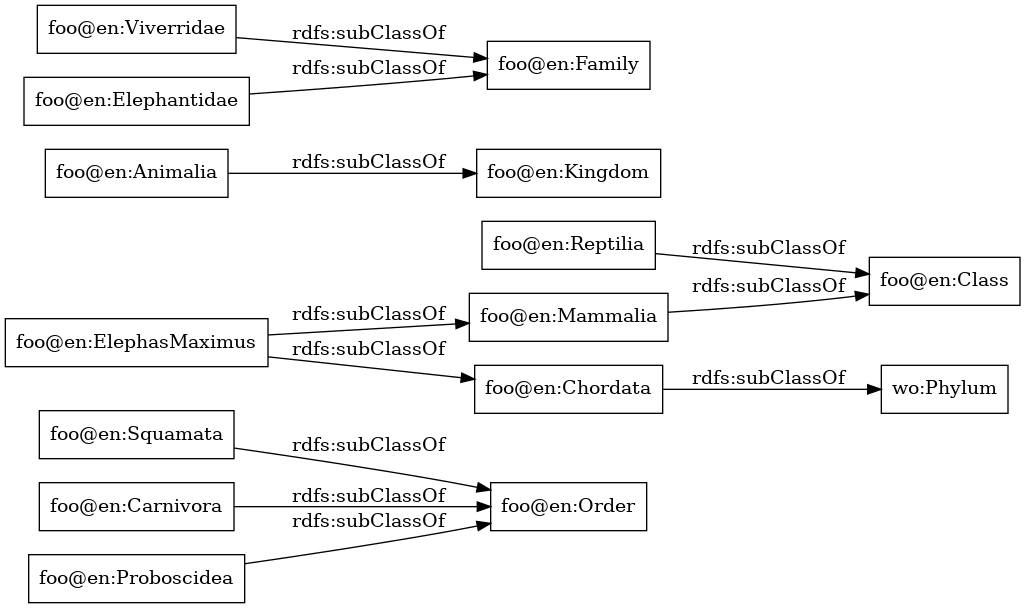 foo@en:Viverridae
rdfs:subClassOf
foo@en:Family
rdfs:subClassOf
foo@en:Elephantidae
foo@en:Animalia
rdfs:subClassOf
foo@en:Kingdom
foo@en:Reptilia
rdfs:subClassOf
foo@en:Class
rdfs:subClassOf
foo@en:Mammalia
rdfs:subClassOf
foo@en:ElephasMaximus
rdfs:subClassOf
foo@en:Chordata
rdfs:subClassOf
wo:Phylum
foo@en:Squamata
rdfs:subClassOf
foo@en:Carnivora
rdfs:subClassOf
foo@en:Order
rdfs:subClassOf
foo@en:Proboscidea